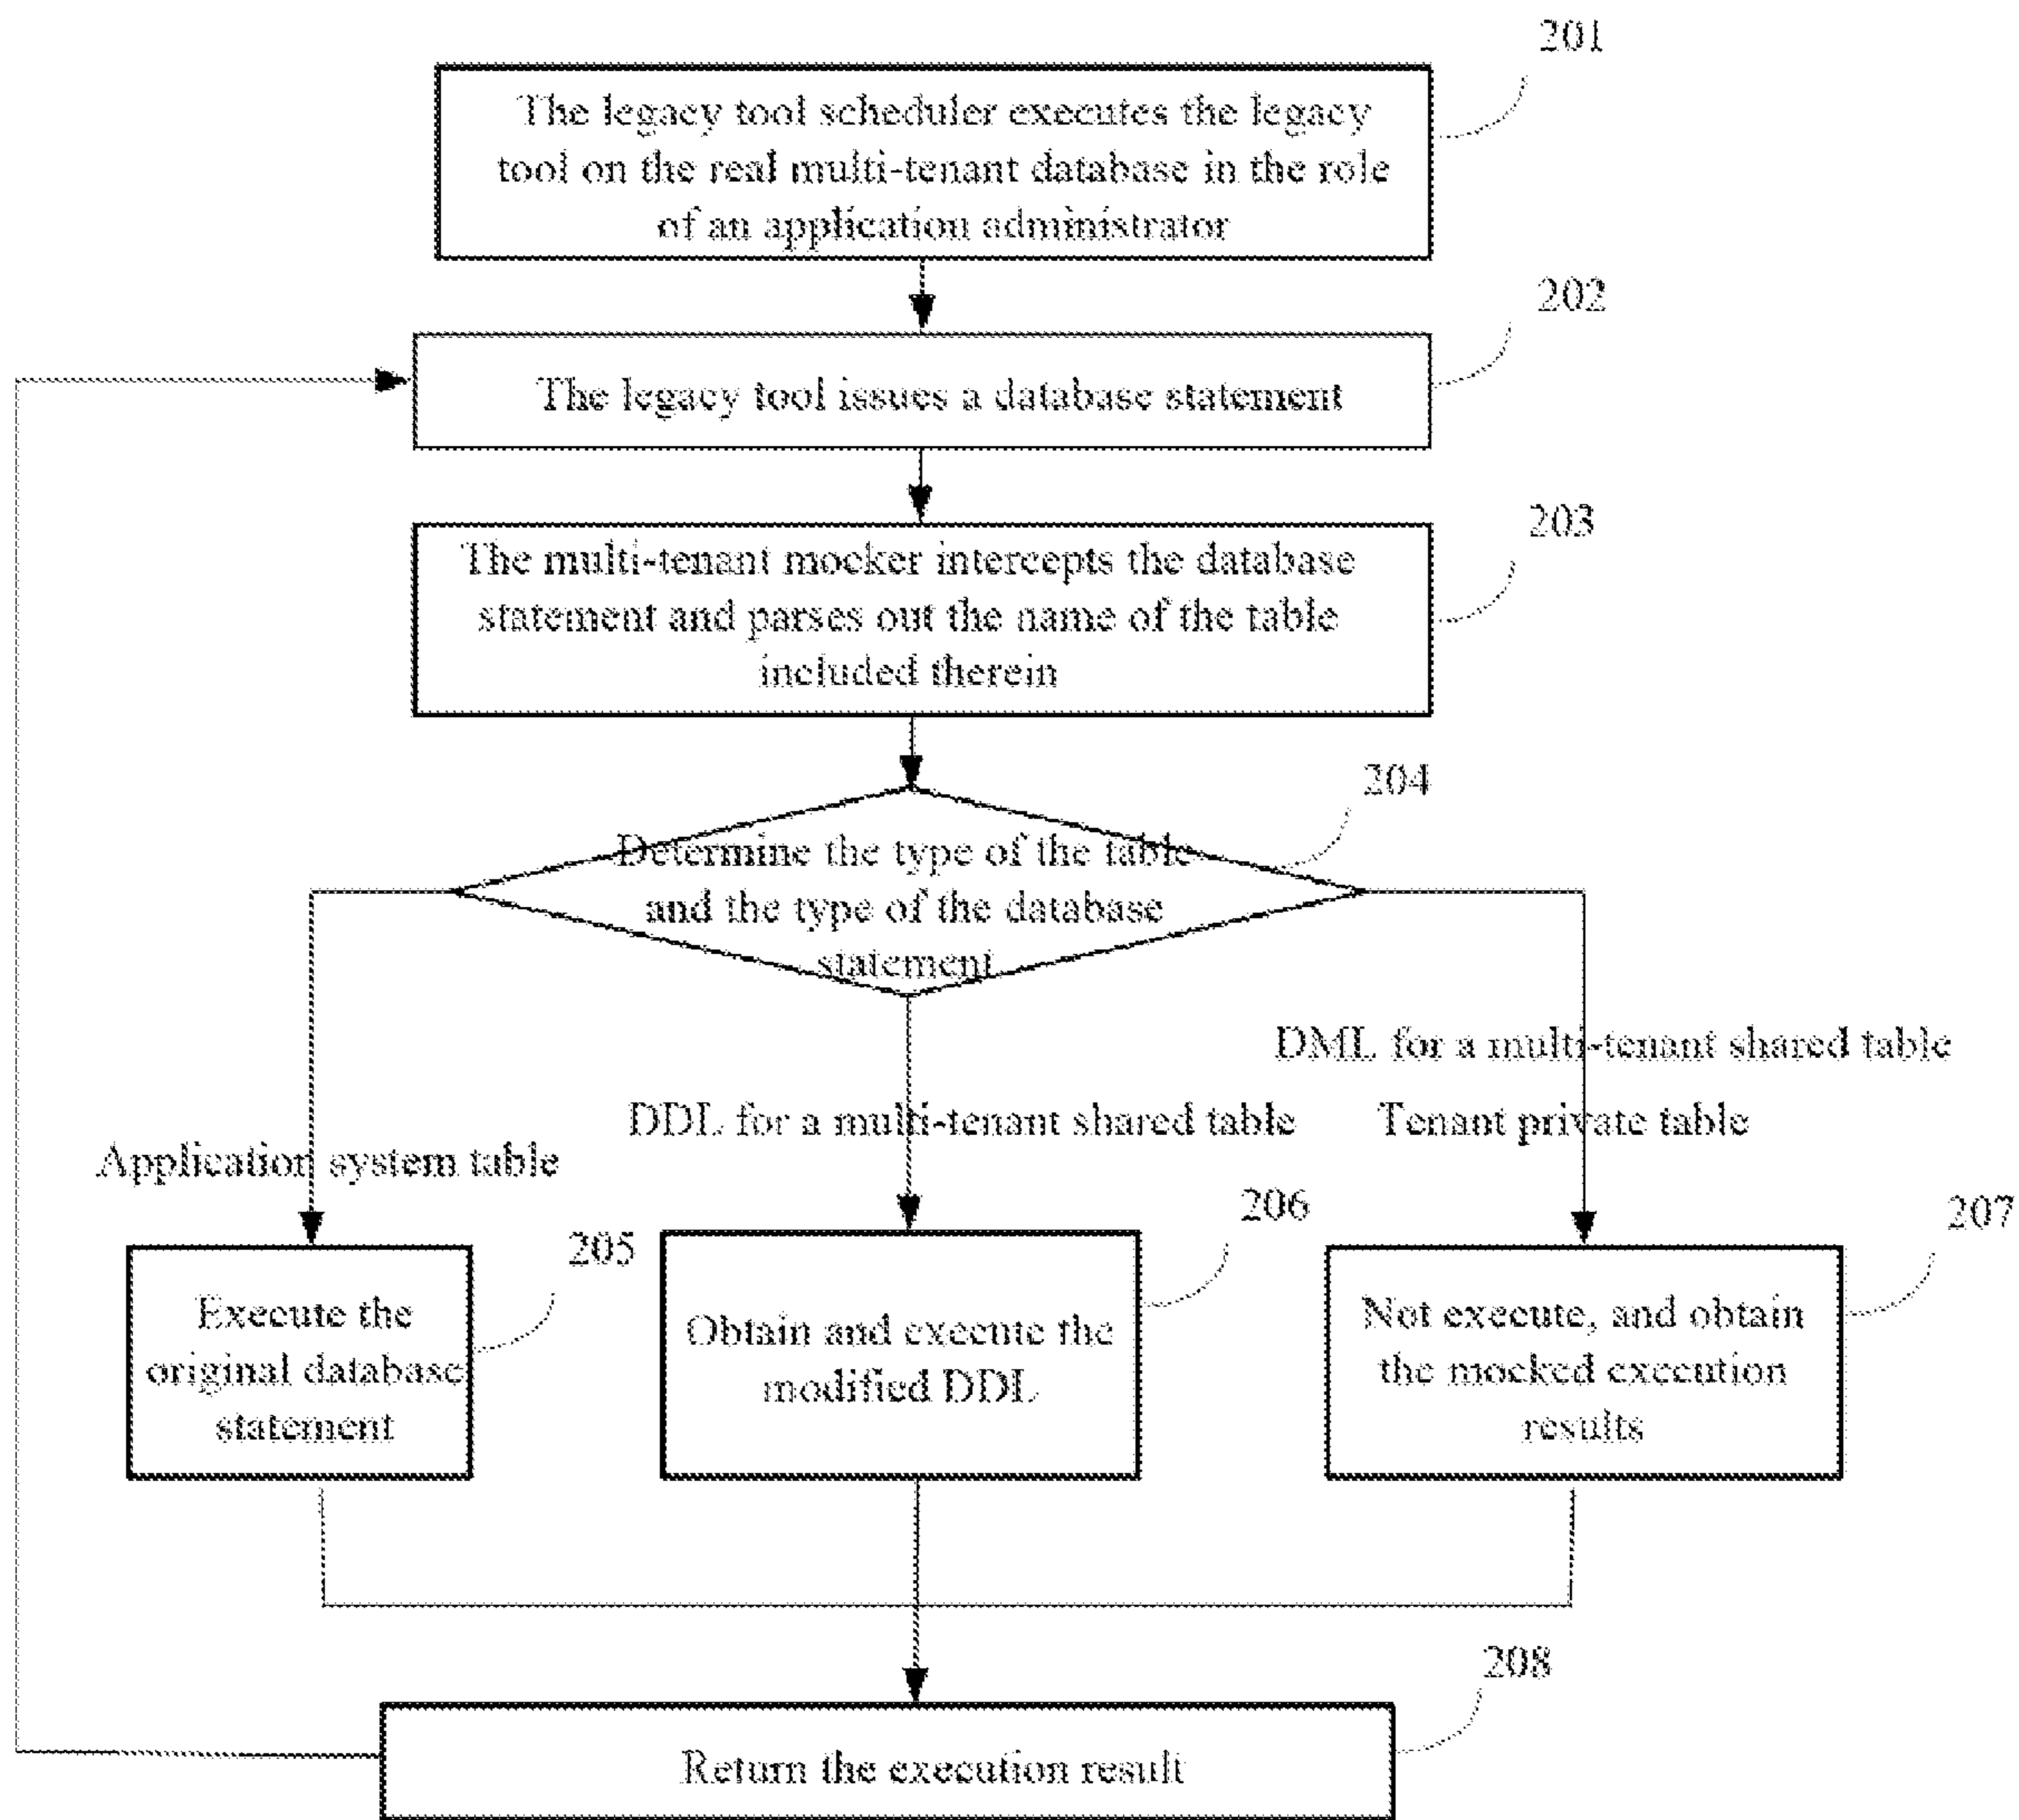 201
The legacy tool scheduler executes the legacy
tool on the real multi-tenant database in the role
of an application administrator
202
The legacy tool issues a database statement
203
The multi-tenant mocker intercepts the database
statement and parses out the name of the table
included therein
204
Determine the type of the table
and the type of the database
statement
DML for a multi-tenant shared table
DDL for a multi-tenant shared table
Tenant private table
Application system table
205
206
207
Execute the
original database
statement
Obtain and execute the
modified DDL
Not execute, and obtain
the mocked execution
results
208
Return the execution result